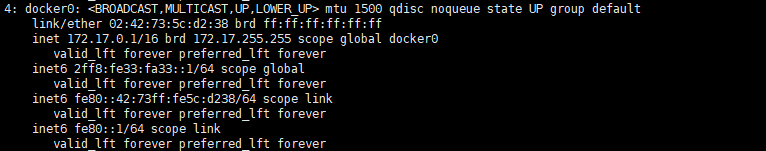 4: docker0: <BROADCAST,MULTICAST,UP,LOWER_UP> mtu 1500 qdisc noqueue state UP group default
link/ether 02:42:73:5c:d2:38 brd ff:ff:ff:ff:ff:ff
inet 172.17.0.1/16 brd 172.17.255.255 scope global docker0
valid_lft forever preferred_lft forever
inet6 2ff8:fe33:fa33::1/64 scope global
valid_lft forever preferred_lft forever
inet6 fe80::42:73ff:fe5c:d238/64 scope link
valid_lft forever preferred_lft forever
inet6 fe80::1/64 scope link
valid_lft forever preferred_lft forever